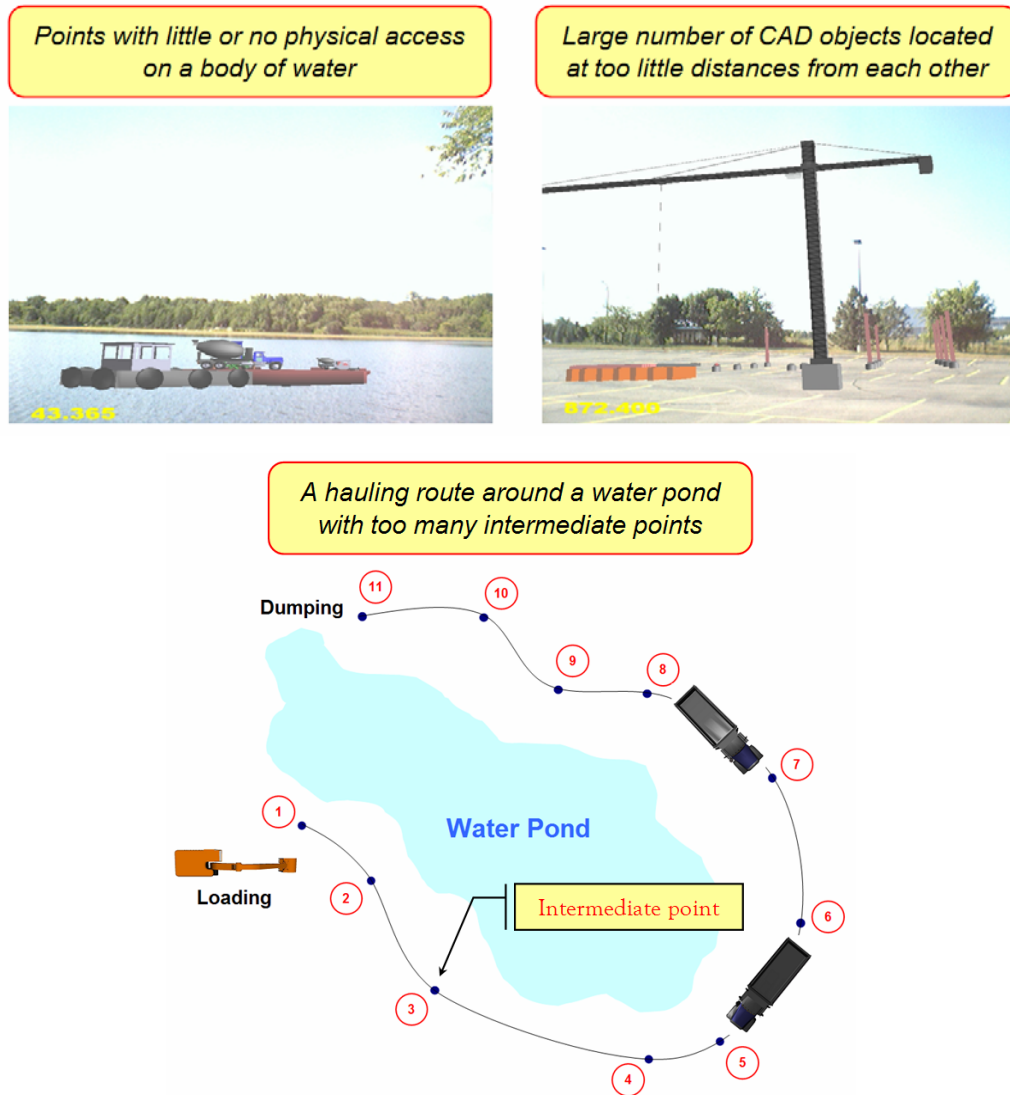 Points with little or no physical access
on a body of water
Large number of CAD objects located
at too little distances from each other
43.365
872.400
A hauling route around a water pond
with too many intermediate points
11
10
Dumping
9
8
7
1
Water Pond
Loading
2
Intermediate point
6
3
5
4